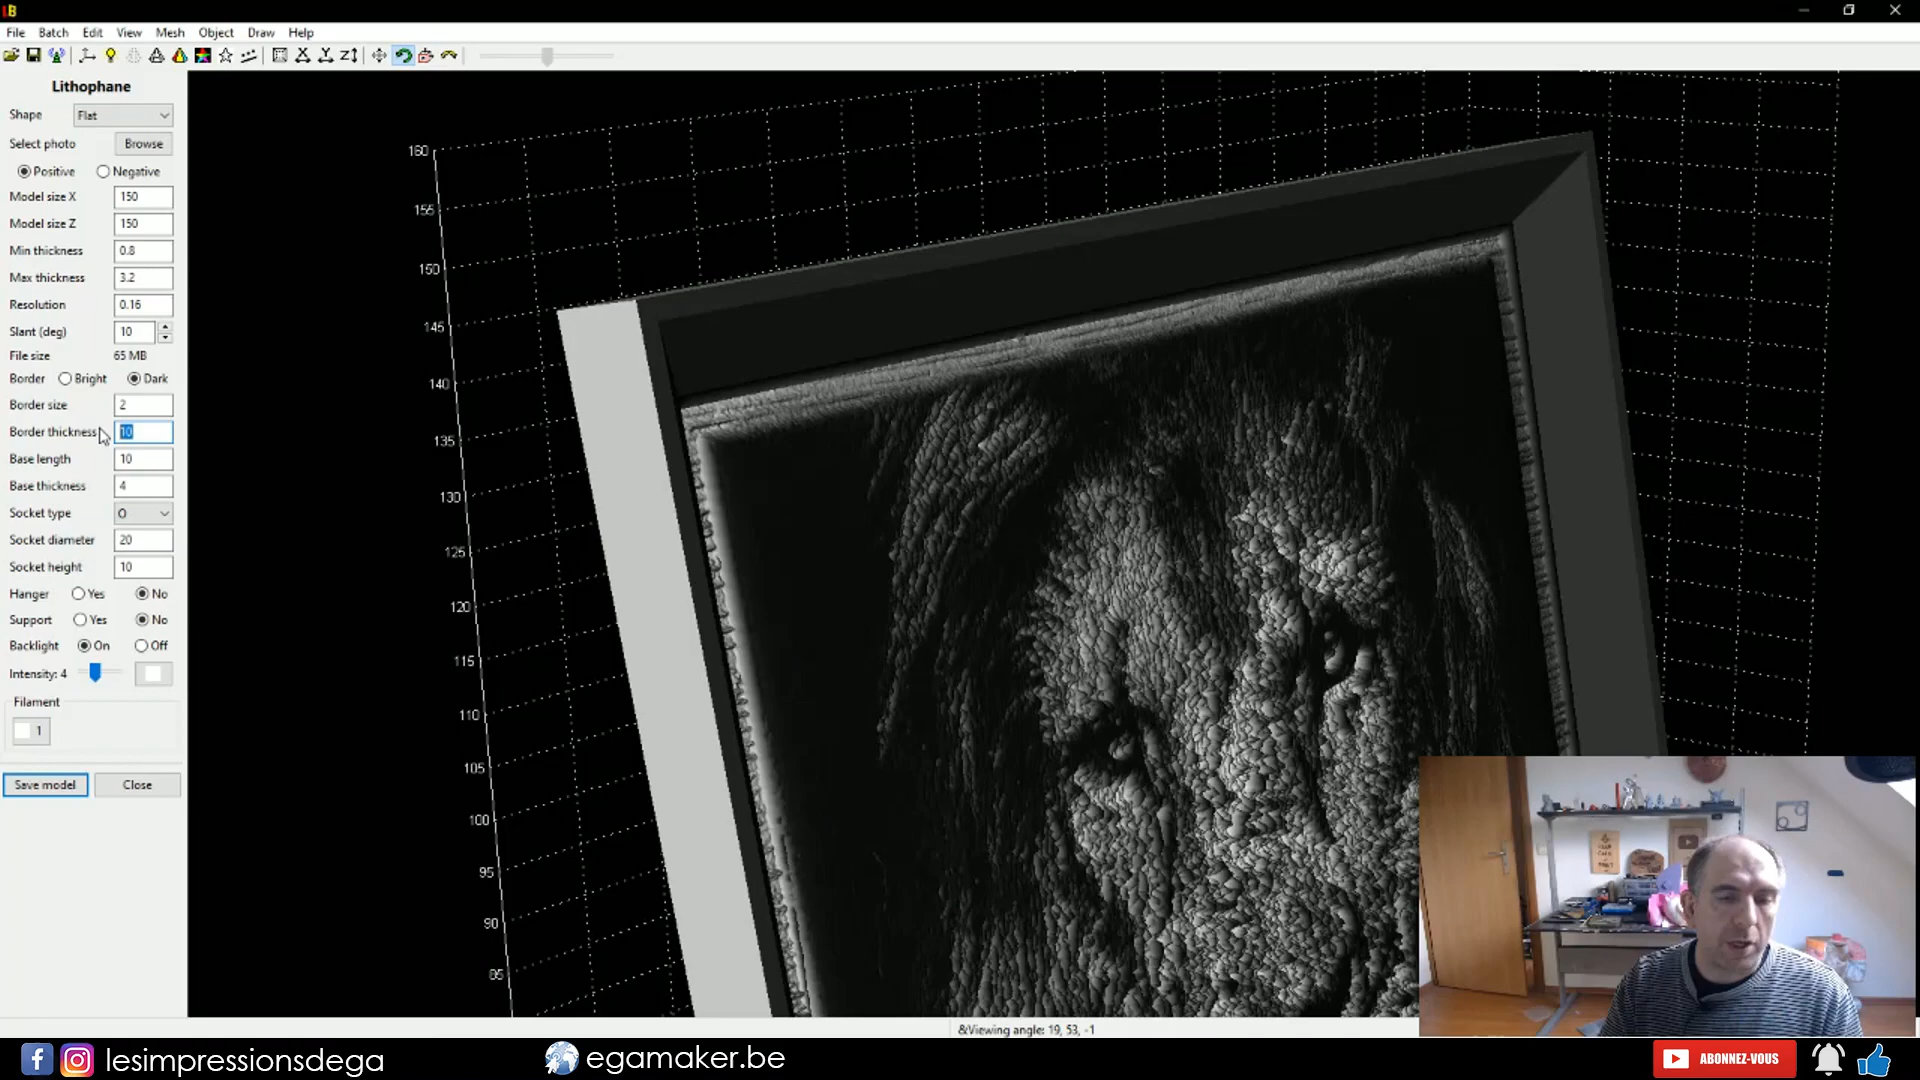 LB
File Batch Edit View Mesh Object Draw Help
Lithophane
Shape Flat
Select photo Browse
Positive Negative
Model size X 150
Model size Z 150
Min thickness 0.8
Max thickness 3.2
Resolution 0.16
Slant (deg) 10
File size 65 MB
Border Bright Dark
Border size 2
Border thickness 10
Base length 10
Base thickness 4
Socket type O
Socket diameter 20
Socket height 10
Hanger Yes No
Support Yes No
Backlight On Off
Intensity: 4
Filament
1
Save model Close
160
155
150
145
140
135
130
125
120
115
110
105
100
95
90
85
&Viewing angle: 19, 53, -1
lesimpressionsdega
egamaker.be
ABONNEZ-VOUS